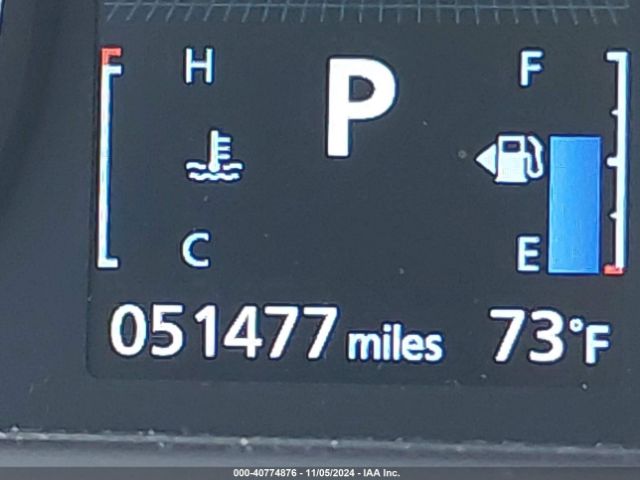 H P F
C E
051477 miles 73°F
000-40774876 - 11/05/2024 - IAA Inc.